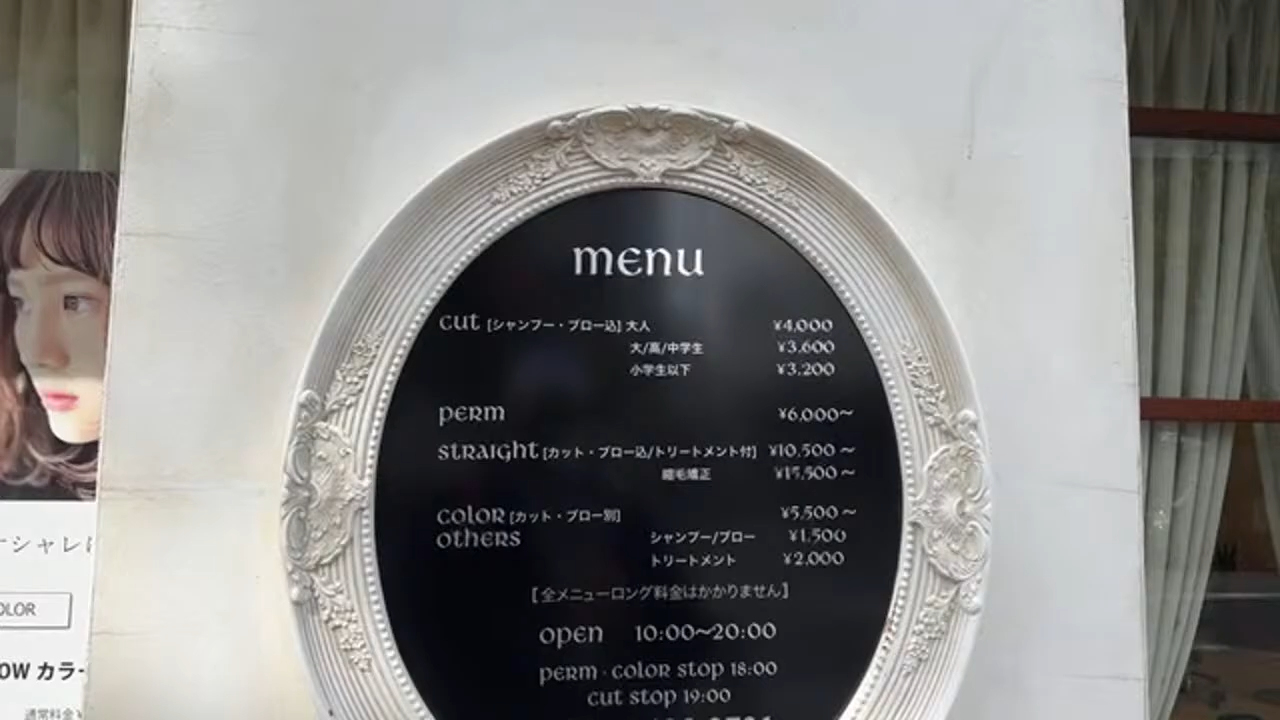 menu
cut [シャンプー・ブロー込] 大人 ¥4,000
大/高/中学生 ¥3,600
小学生以下 ¥3,200
perm ¥6,000~
straight [カット・ブロー込/トリートメント付] ¥10,500 ~
縮毛矯正 ¥15,500 ~
color [カット・ブロー別] ¥5,500 ~
others シャンプー/ブロー ¥1,500
トリートメント ¥2,000
【全メニューロング料金はかかりません】
open 10:00~20:00
perm · color stop 18:00
cut stop 19:00
オシャレに
OLOR
OW カラー
通常料金¥